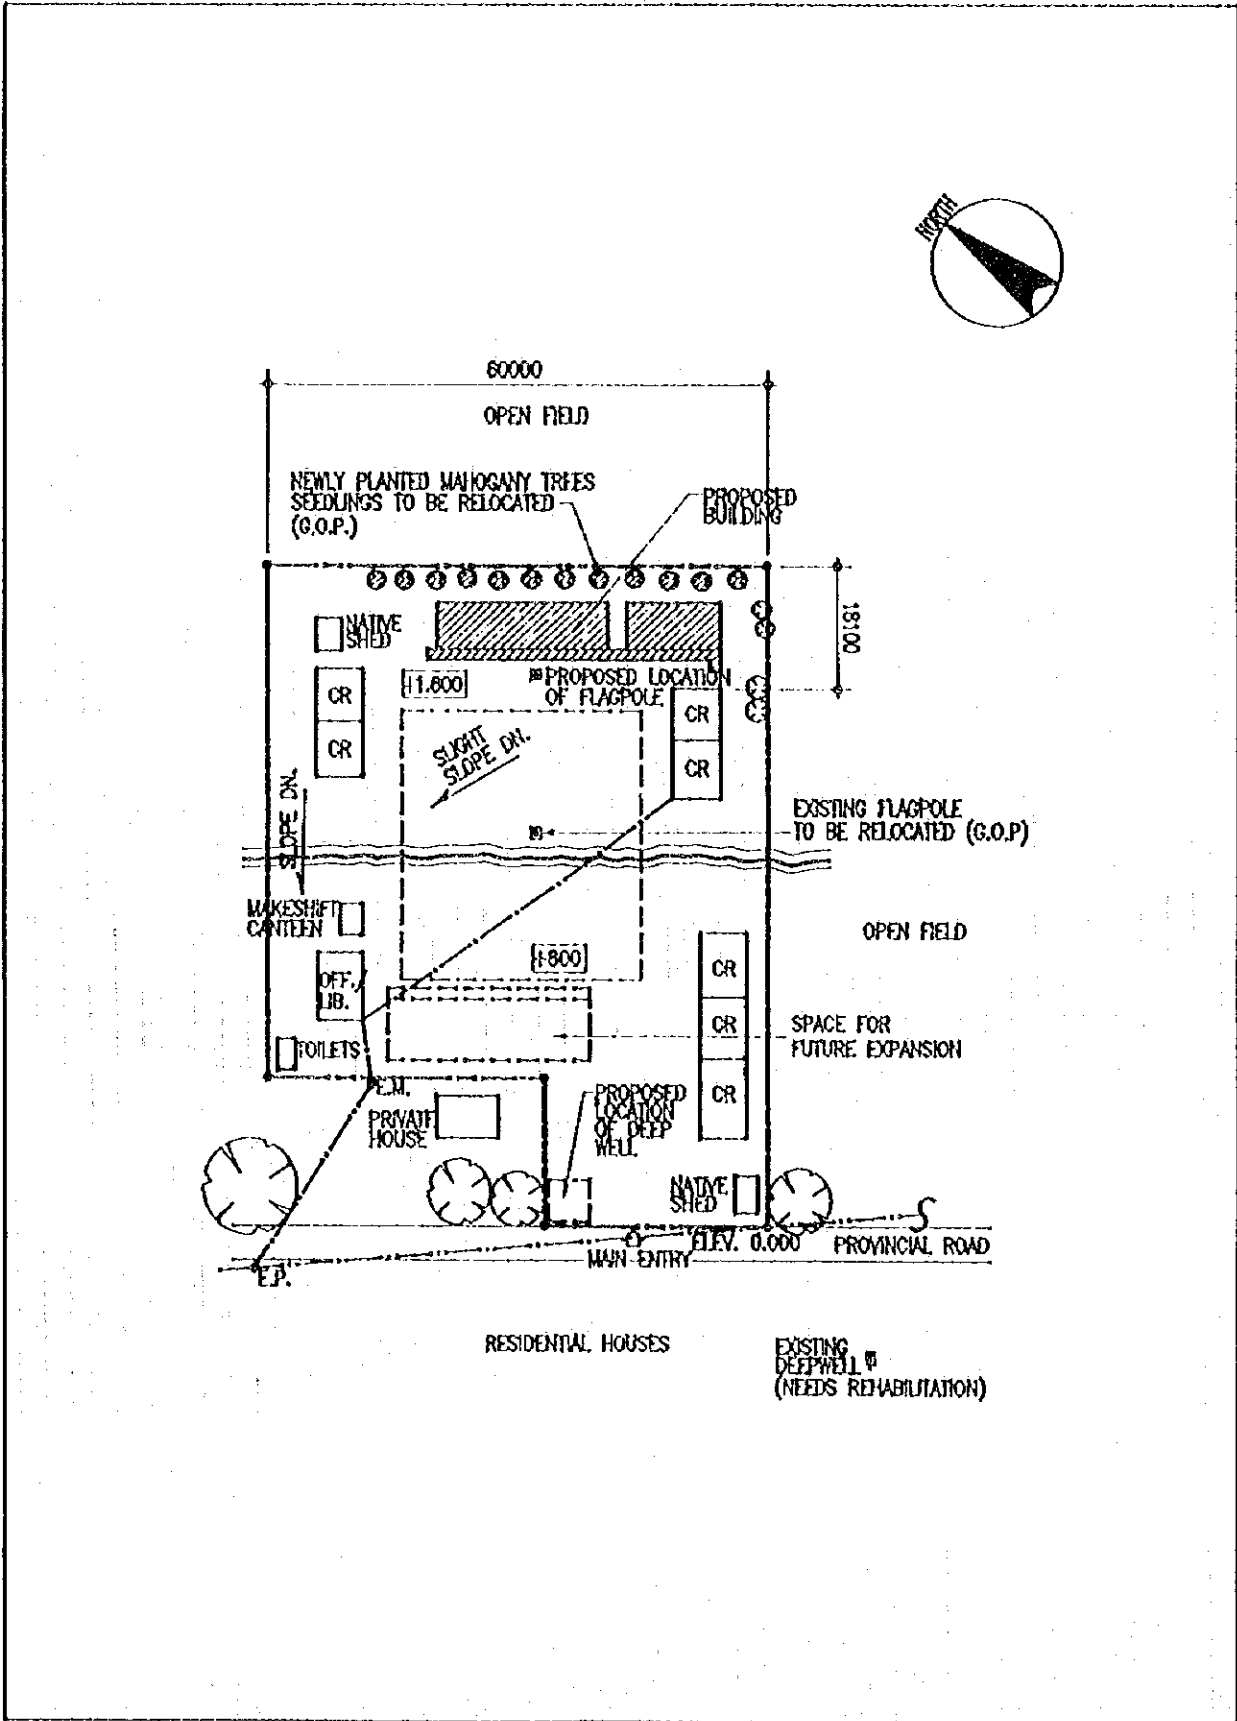 NORTH
60000
OPEN FIELD
NEWLY PLANTED MAHOGANY TREES
SEEDLINGS TO BE RELOCATED
(G.O.P.)
PROPOSED
BUILDING
18100
NATIVE
SHED
CR
CR
PROPOSED LOCATION
OF FLAGPOLE
CR
CR
SLIGHT
SLOPE DN.
SLOPE DN.
EXISTING FLAGPOLE
TO BE RELOCATED (G.O.P)
MAKESHIFT
CANTEEN
OPEN FIELD
OFF./
LIB.
CR
CR
CR
SPACE FOR
FUTURE EXPANSION
TOILETS
E.M.
PRIVATE
HOUSE
PROPOSED
LOCATION
OF DEEP
WELL
NATIVE
SHED
ELEV. 0.000
PROVINCIAL ROAD
MAIN ENTRY
E.P.
RESIDENTIAL HOUSES
EXISTING
DEEPWELL
(NEEDS REHABILITATION)